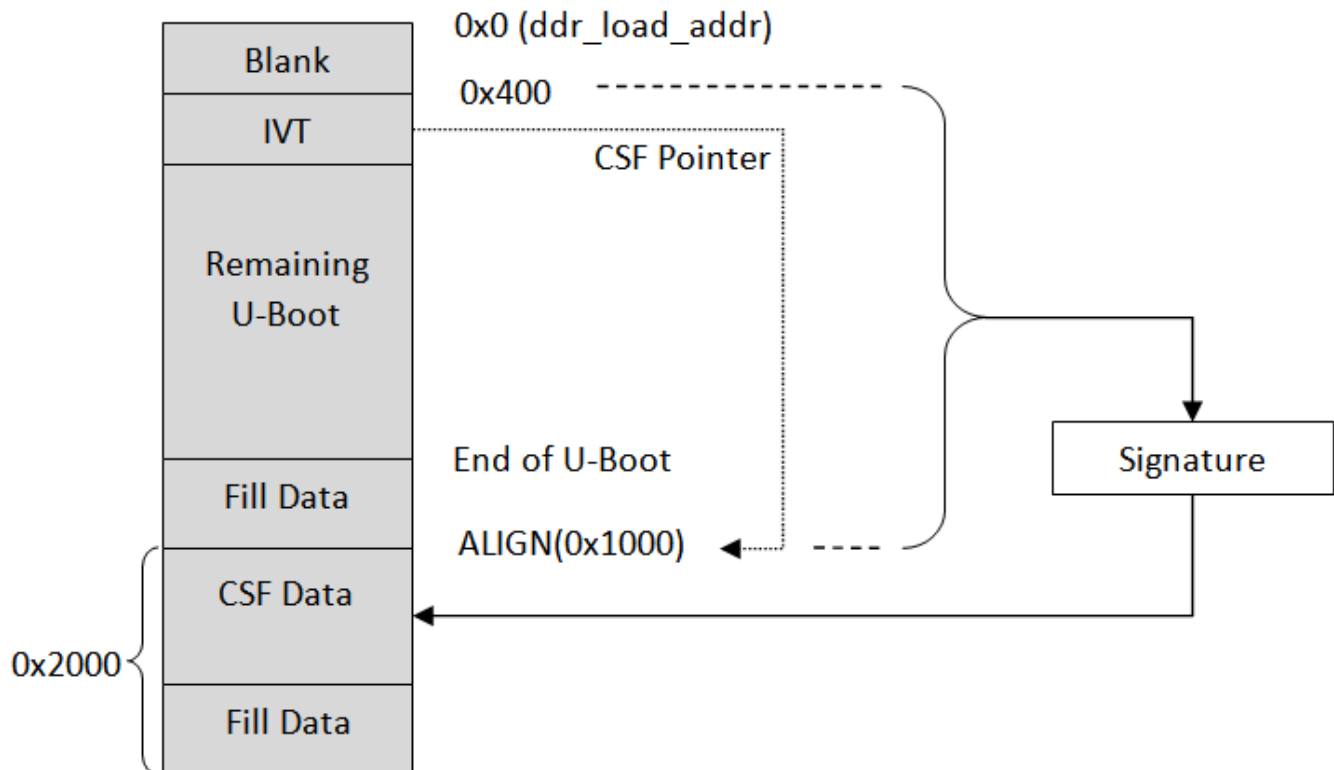 0x0 (ddr_load_addr)
Blank
0x400
IVT
CSF Pointer
Remaining
U-Boot
End of U-Boot
Signature
Fill Data
ALIGN(0x1000)
CSF Data
0x2000
Fill Data